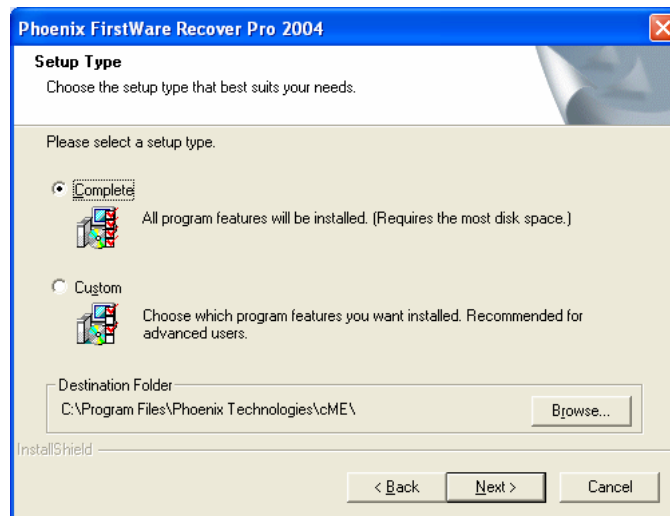 Phoenix FirstWare Recover Pro 2004
Setup Type
Choose the setup type that best suits your needs.
Please select a setup type.
Complete
All program features will be installed. (Requires the most disk space.)
Custom
Choose which program features you want installed. Recommended for
advanced users.
Destination Folder
C:\Program Files\Phoenix Technologies\cME\
Browse...
InstallShield
< Back
Next >
Cancel